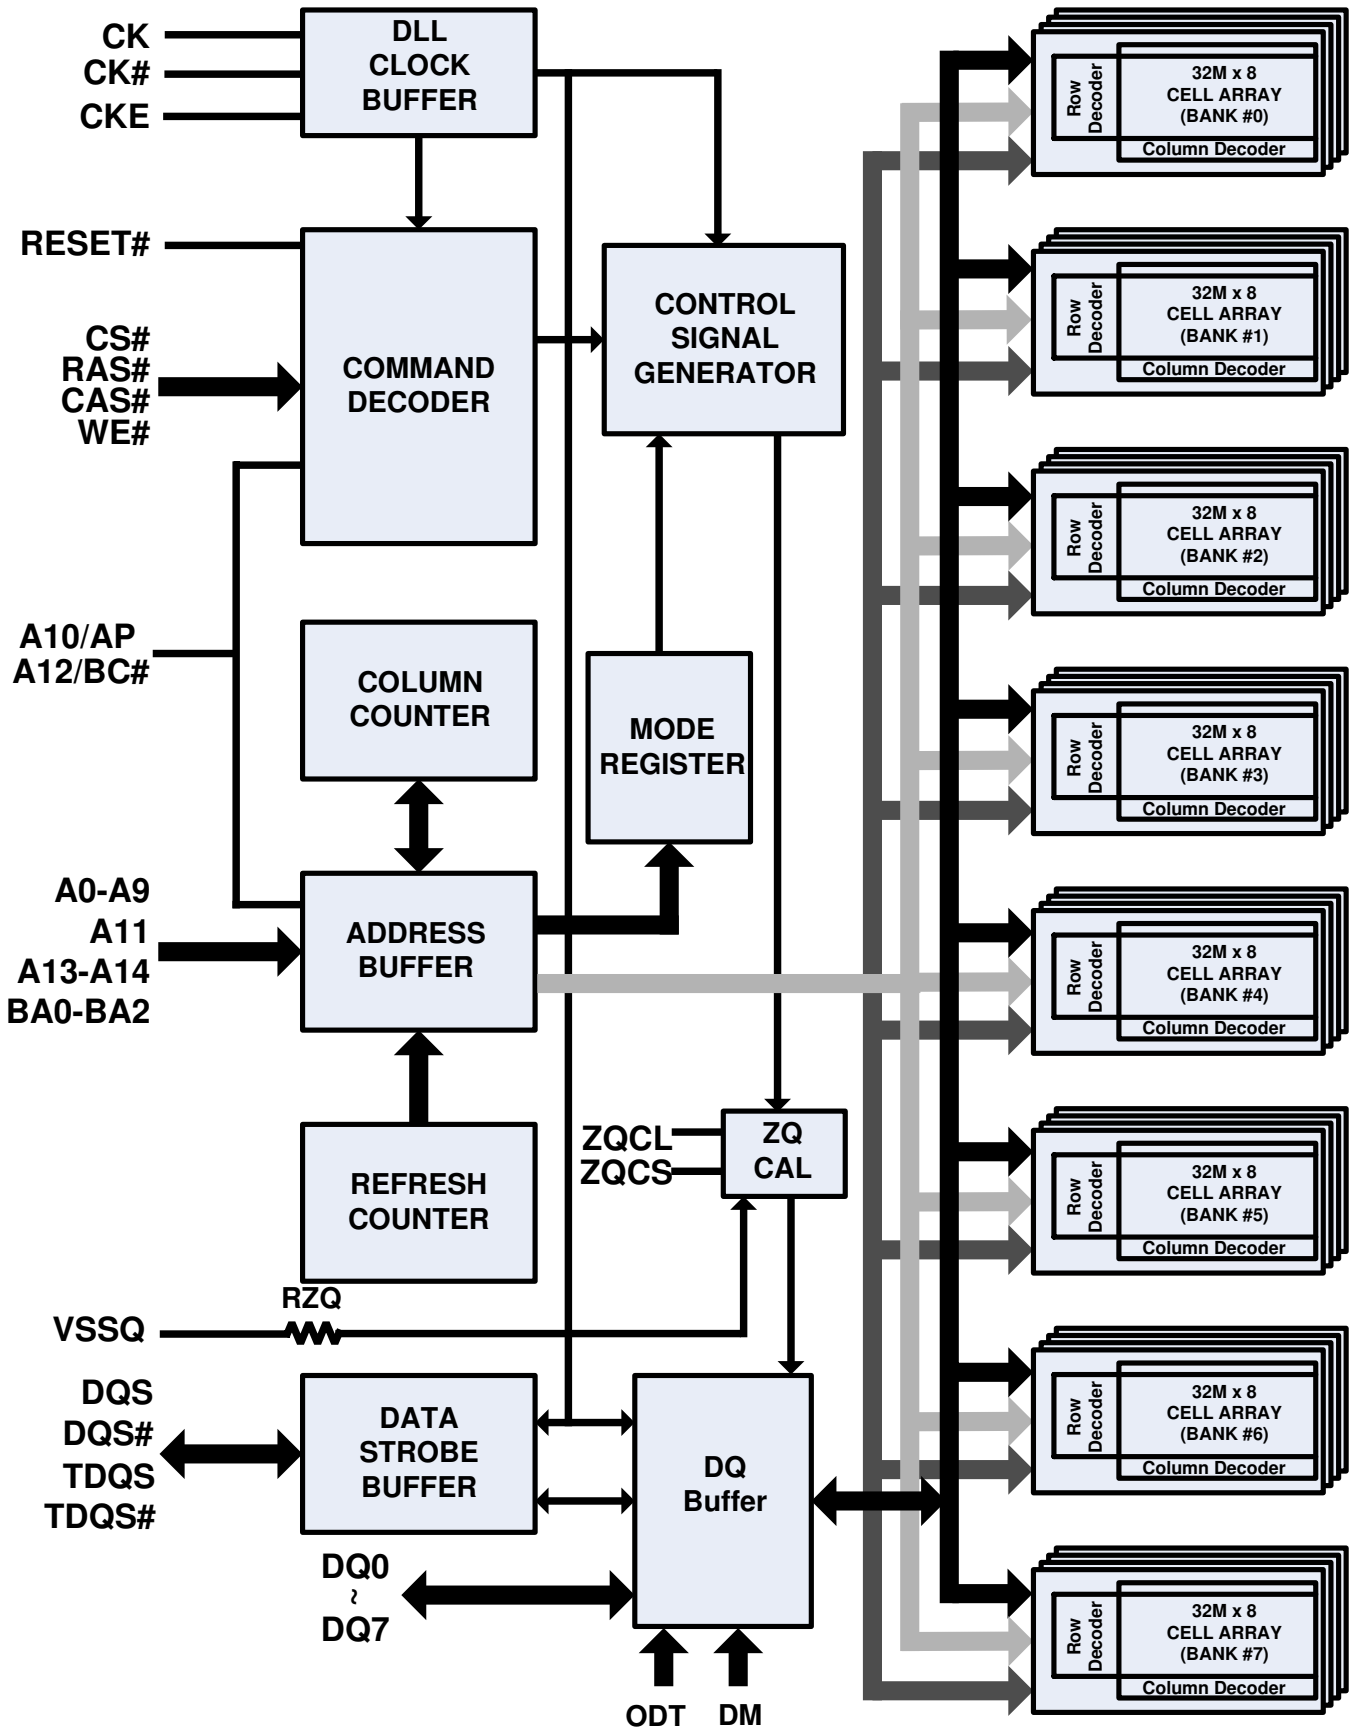 CK
CK#
CKE
DLL
CLOCK
BUFFER
RESET#
CS#
RAS#
CAS#
WE#
COMMAND
DECODER
CONTROL
SIGNAL
GENERATOR
A10/AP
A12/BC#
COLUMN
COUNTER
MODE
REGISTER
A0-A9
A11
A13-A14
BA0-BA2
ADDRESS
BUFFER
REFRESH
COUNTER
ZQCL
ZQCS
ZQ
CAL
RZQ
VSSQ
DQS
DQS#
TDQS
TDQS#
DATA
STROBE
BUFFER
DQ
Buffer
DQ0
~
DQ7
ODT
DM
Row
Decoder
32M x 8
CELL ARRAY
(BANK #0)
Column Decoder
Row
Decoder
32M x 8
CELL ARRAY
(BANK #1)
Column Decoder
Row
Decoder
32M x 8
CELL ARRAY
(BANK #2)
Column Decoder
Row
Decoder
32M x 8
CELL ARRAY
(BANK #3)
Column Decoder
Row
Decoder
32M x 8
CELL ARRAY
(BANK #4)
Column Decoder
Row
Decoder
32M x 8
CELL ARRAY
(BANK #5)
Column Decoder
Row
Decoder
32M x 8
CELL ARRAY
(BANK #6)
Column Decoder
Row
Decoder
32M x 8
CELL ARRAY
(BANK #7)
Column Decoder